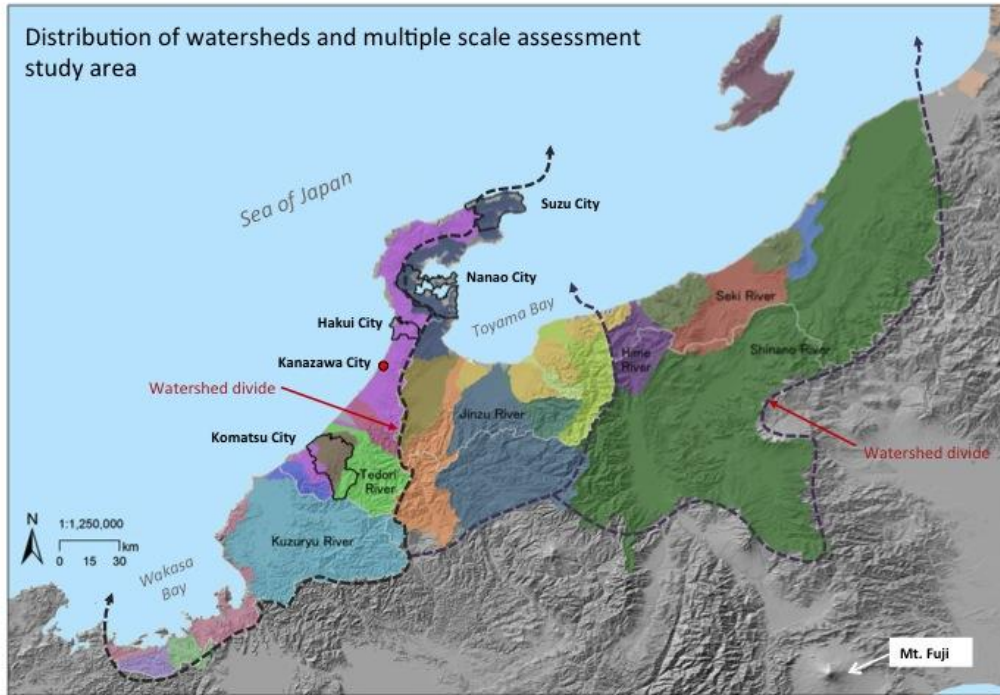 Distribution of watersheds and multiple scale assessment
study area
Sea of Japan
Suzu City
Nanao City
Toyama Bay
Hakui City
Kanazawa City
Watershed divide
Komatsu City
Seki River
Hime
River
Shinano River
Jinzu River
Tedori
River
Watershed divide
Kuzuryu River
N
1:1,250,000
km
0 15 30
Wakasa
Bay
Mt. Fuji